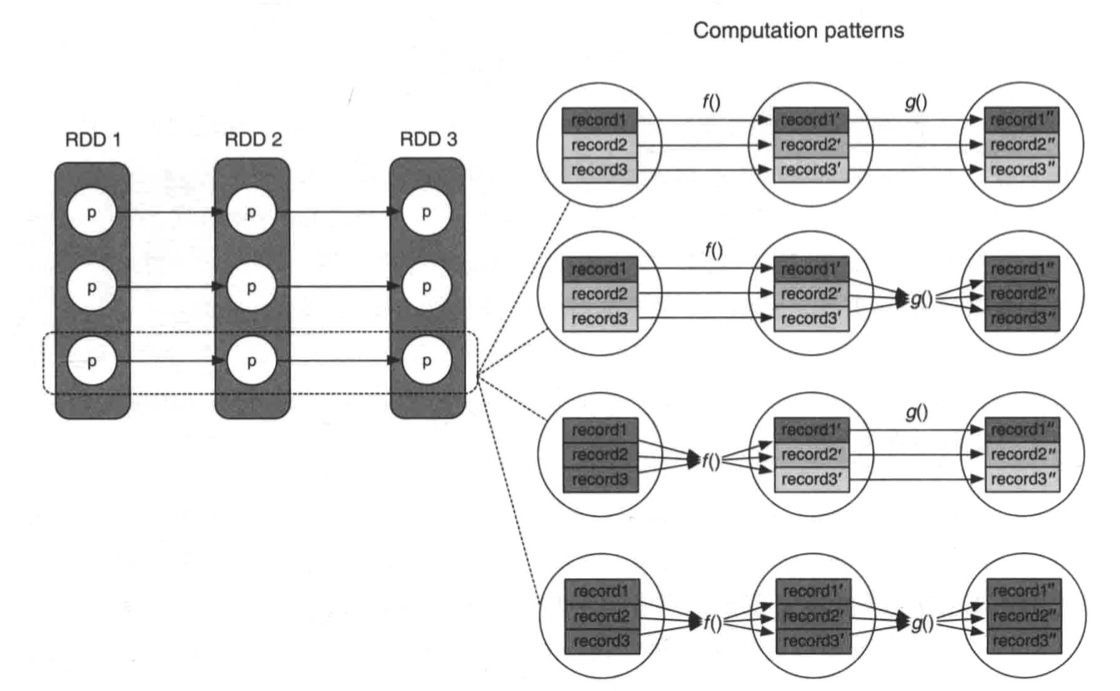 Computation patterns
RDD 1 RDD 2 RDD 3
p p p
p p p
p p p
f() g()
record1 record1′ record1″
record2 record2′ record2″
record3 record3′ record3″
f()
record1 record1′ record1″
record2 record2′ g() record2″
record3 record3′ record3″
g()
record1 record1′ record1″
record2 f() record2′ record2″
record3 record3′ record3″
record1 record1′ record1″
record2 f() record2′ g() record2″
record3 record3′ record3″